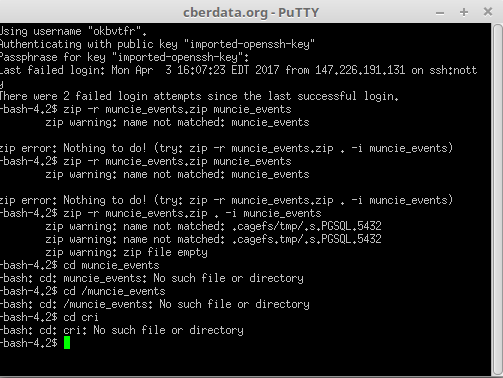 cberdata.org - PuTTY
Using username "okbvtfr".
Authenticating with public key "imported-openssh-key"
Passphrase for key "imported-openssh-key":
Last failed login: Mon Apr  3 16:07:23 EDT 2017 from 147.226.191.131 on ssh:nott
y
There were 2 failed login attempts since the last successful login.
-bash-4.2$ zip -r muncie_events.zip muncie_events
        zip warning: name not matched: muncie_events

zip error: Nothing to do! (try: zip -r muncie_events.zip . -i muncie_events)
-bash-4.2$ zip -r muncie_events.zip muncie_events
        zip warning: name not matched: muncie_events

zip error: Nothing to do! (try: zip -r muncie_events.zip . -i muncie_events)
-bash-4.2$ zip -r muncie_events.zip . -i muncie_events
        zip warning: name not matched: .cagefs/tmp/.s.PGSQL.5432
        zip warning: name not matched: .cagefs.tmp/.s.PGSQL.5432
        zip warning: zip file empty
-bash-4.2$ cd muncie_events
-bash: cd: muncie_events: No such file or directory
-bash-4.2$ cd /muncie_events
-bash: cd: /muncie_events: No such file or directory
-bash-4.2$ cd cri
-bash: cd: cri: No such file or directory
-bash-4.2$